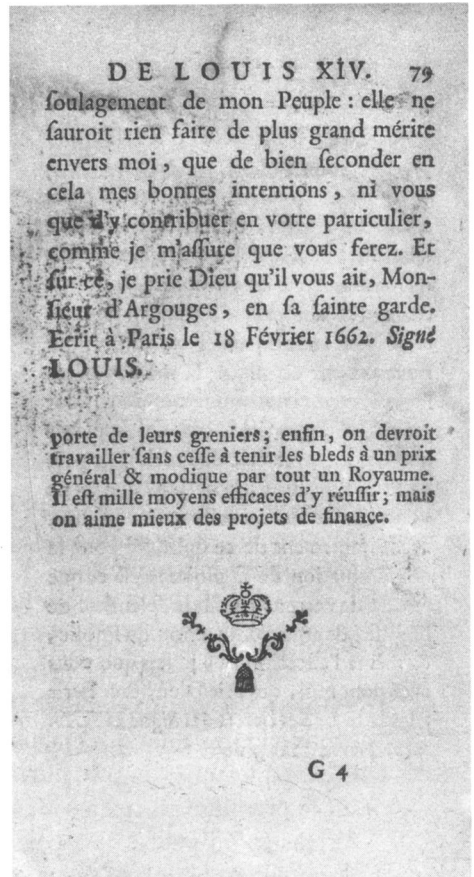 DE LOUIS XIV. 79
ſoulagement de mon Peuple : elle ne
ſauroit rien faire de plus grand mérite
envers moi, que de bien ſeconder en
cela mes bonnes intentions, ni vous
que d'y contribuer en votre particulier,
comme je m'aſſure que vous ferez. Et
ſur ce, je prie Dieu qu'il vous ait, Mon-
ſieur d'Argouges, en ſa ſainte garde.
Ecrit à Paris le 18 Février 1662. Signé
LOUIS.
porte de leurs greniers; enfin, on devroit
travailler ſans ceſſe à tenir les bleds à un prix
général & modique par tout un Royaume.
Il eſt mille moyens efficaces d'y réuſſir; mais
on aime mieux des projets de finance.
G 4